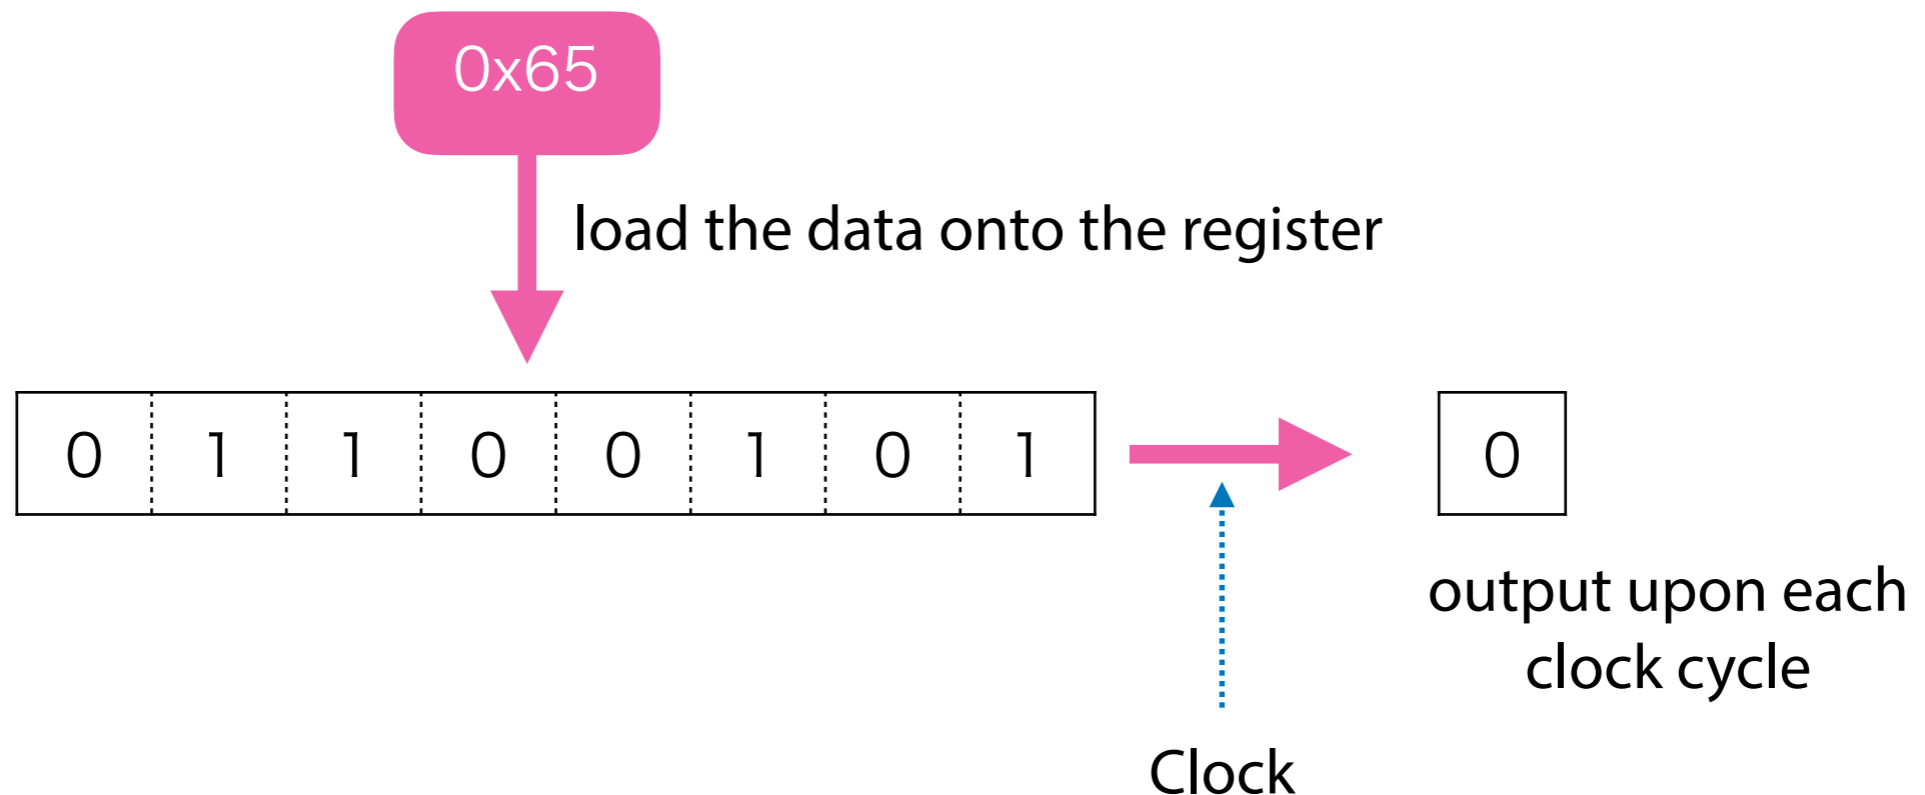 0x65
load the data onto the register
0 1 1 0 0 1 0 1 0
output upon each
clock cycle
Clock